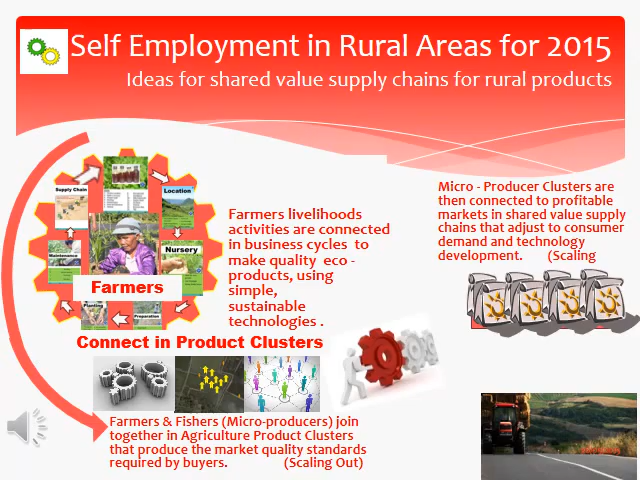 Self Employment in Rural Areas for 2015
Ideas for shared value supply chains for rural products
Supply Chain
Location
Nursery
Maintenance
Planting
Preparation
Farmers
Farmers livelihoods
activities are connected
in business cycles to
make quality eco -
products, using
simple,
sustainable
technologies .
Micro - Producer Clusters are
then connected to profitable
markets in shared value supply
chains that adjust to consumer
demand and technology
development. (Scaling
Connect in Product Clusters
Farmers & Fishers (Micro-producers) join
together in Agriculture Product Clusters
that produce the market quality standards
required by buyers. (Scaling Out)